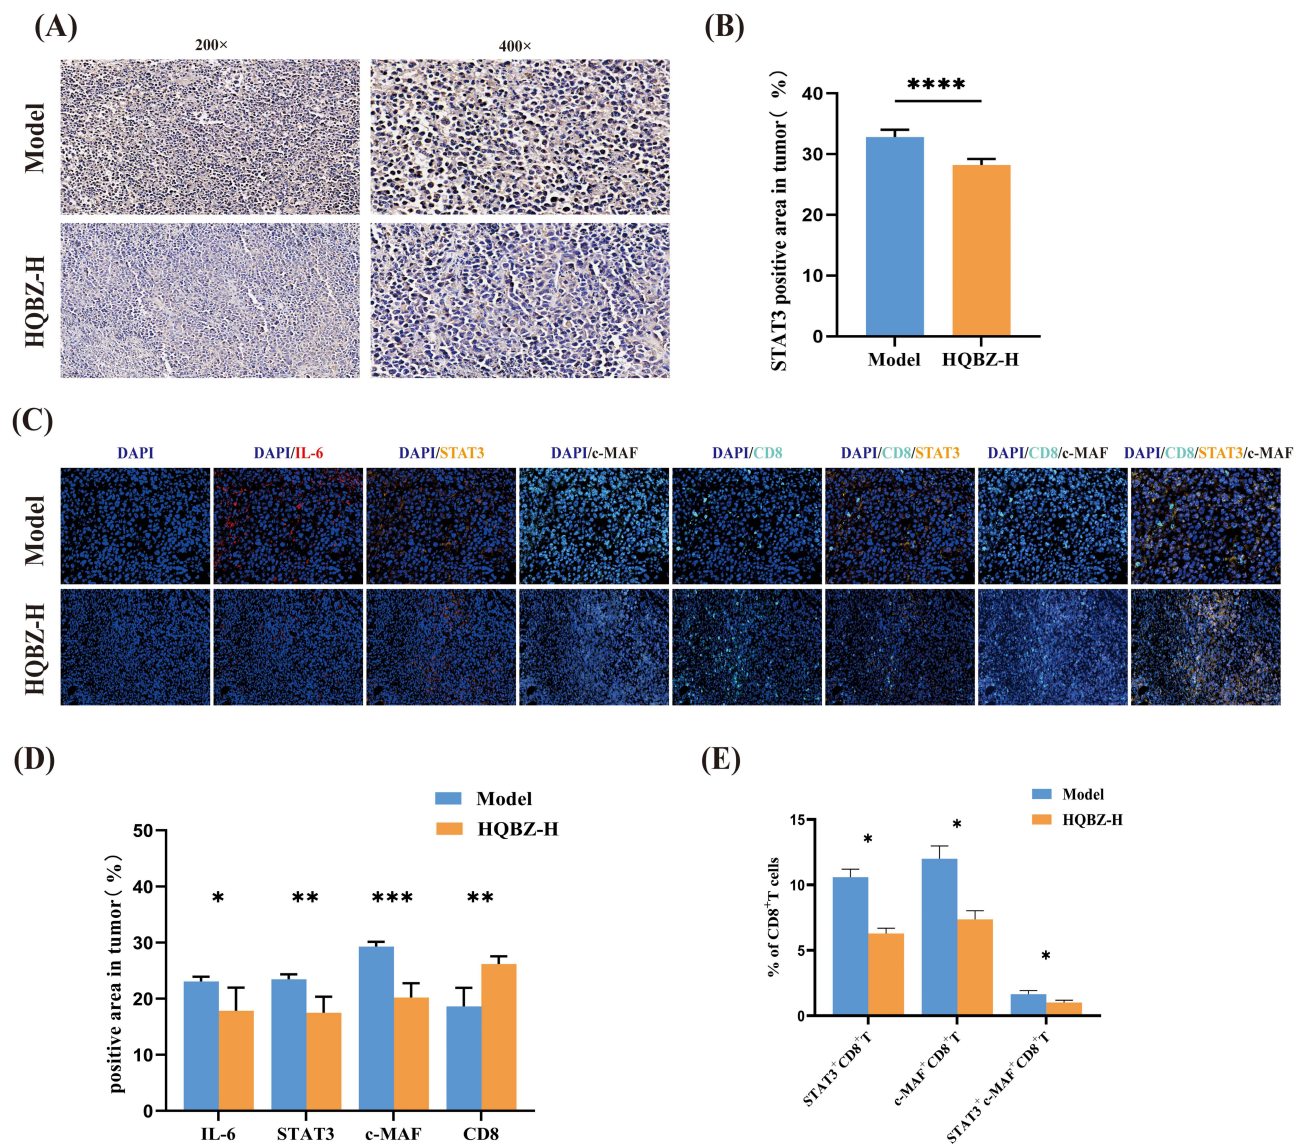 (A)
200×
400×
Model
HQBZ-H
(B)
STAT3 positive area in tumor( %)
40
30
20
10
0
****
Model
HQBZ-H
(C)
DAPI
DAPI/IL-6
DAPI/STAT3
DAPI/c-MAF
DAPI/CD8
DAPI/CD8/STAT3
DAPI/CD8/c-MAF
DAPI/CD8/STAT3/c-MAF
Model
HQBZ-H
(D)
Model
HQBZ-H
positive area in tumor( %)
50
40
30
20
10
0
*
**
***
**
IL-6
STAT3
c-MAF
CD8
(E)
Model
HQBZ-H
% of CD8⁺T cells
15
10
5
0
*
*
*
STAT3⁺CD8⁺T
c-MAF⁺CD8⁺T
STAT3⁺c-MAF⁺CD8⁺T